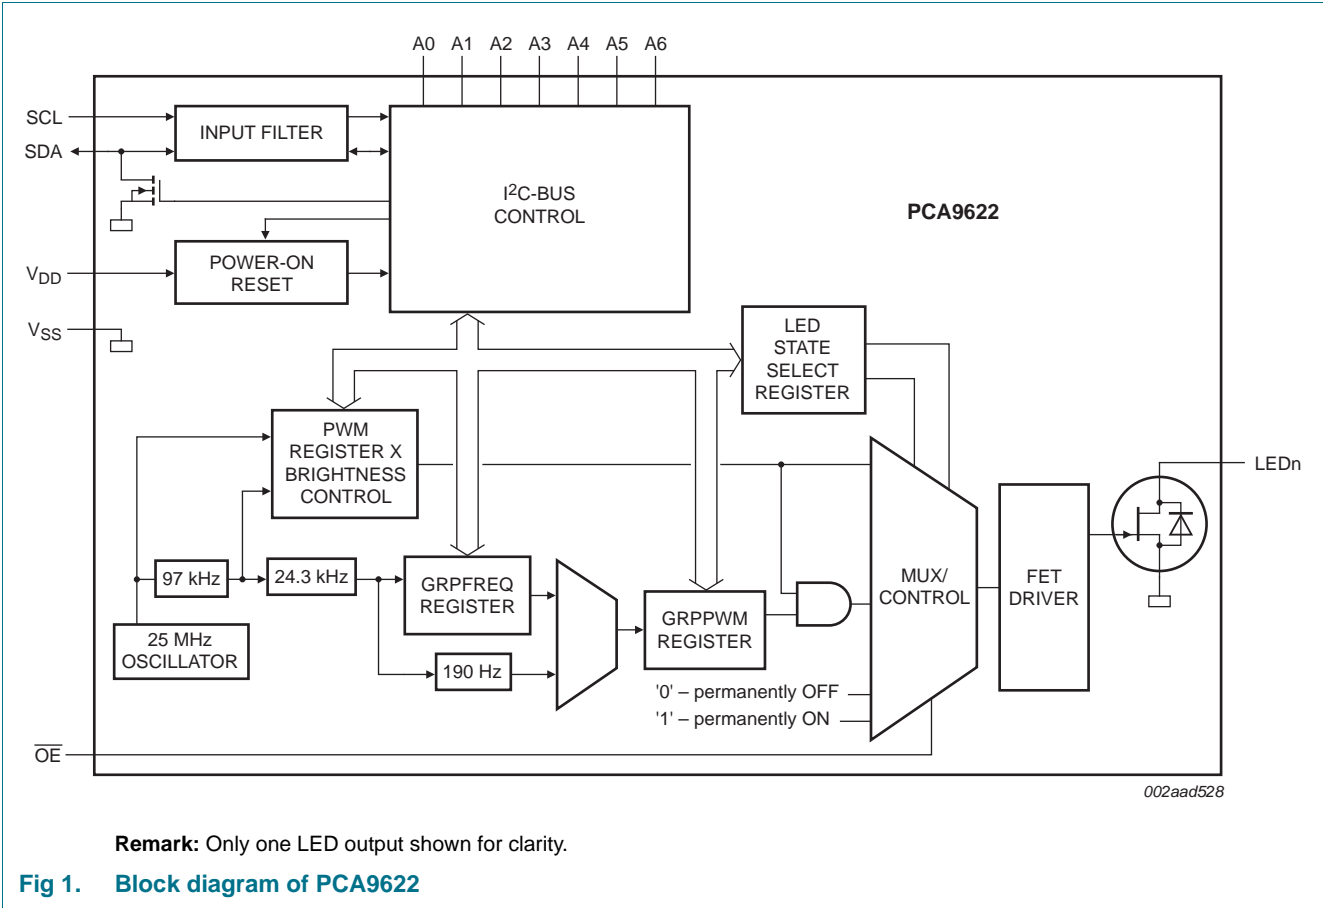 A0 A1 A2 A3 A4 A5 A6
SCL
SDA
INPUT FILTER
I2C-BUS
CONTROL
PCA9622
VDD
POWER-ON
RESET
VSS
LED
STATE
SELECT
REGISTER
PWM
REGISTER X
BRIGHTNESS
CONTROL
LEDn
97 kHz
24.3 kHz
GRPFREQ
REGISTER
MUX/
CONTROL
FET
DRIVER
GRPPWM
REGISTER
25 MHz
OSCILLATOR
190 Hz
'0' – permanently OFF
'1' – permanently ON
OE
002aad528
Remark: Only one LED output shown for clarity.
Fig 1. Block diagram of PCA9622